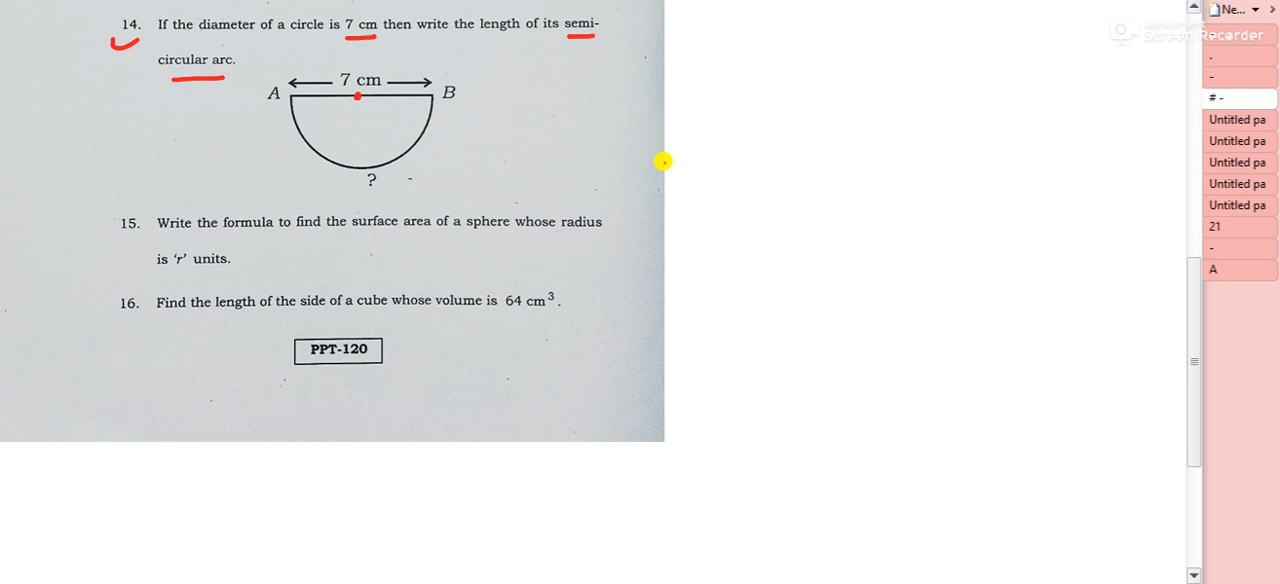 14. If the diameter of a circle is 7 cm then write the length of its semi-
circular arc.
7 cm
A
B
?
15. Write the formula to find the surface area of a sphere whose radius
is ‘r’ units.
16. Find the length of the side of a cube whose volume is 64 cm³.
PPT-120
Screen Recorder
Ne...
-
.
-
# -
Untitled pa
Untitled pa
Untitled pa
Untitled pa
Untitled pa
21
-
A